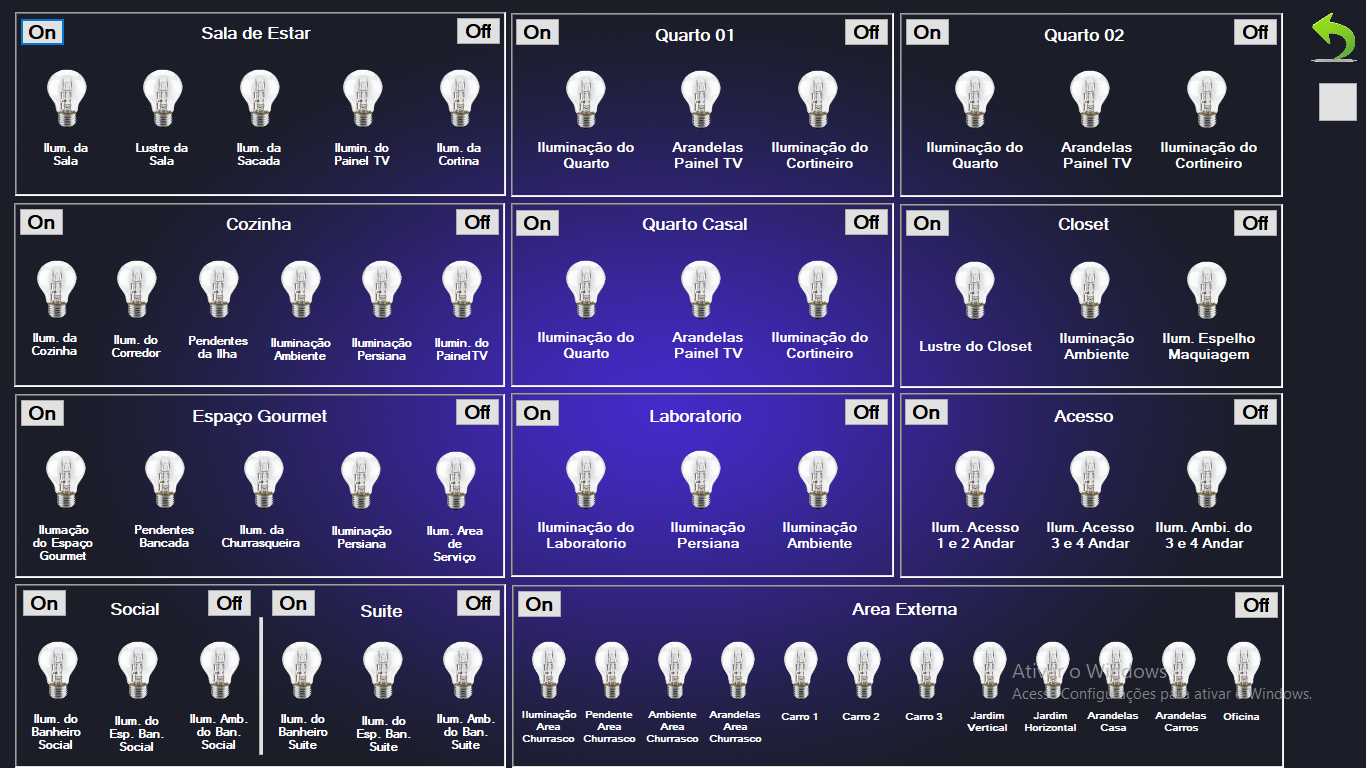 On
Sala de Estar
Off
Ilum. da
Sala
Lustre da
Sala
Ilum. da
Sacada
Ilumin. do
Painel TV
Ilum. da
Cortina
On
Quarto 01
Off
Iluminação do
Quarto
Arandelas
Painel TV
Iluminação do
Cortineiro
On
Quarto 02
Off
Iluminação do
Quarto
Arandelas
Painel TV
Iluminação do
Cortineiro
On
Cozinha
Off
Ilum. da
Cozinha
Ilum. do
Corredor
Pendentes
da Ilha
Iluminação
Ambiente
Iluminação
Persiana
Ilumin. do
Painel TV
On
Quarto Casal
Off
Iluminação do
Quarto
Arandelas
Painel TV
Iluminação do
Cortineiro
On
Closet
Off
Lustre do Closet
Iluminação
Ambiente
Ilum. Espelho
Maquiagem
On
Espaço Gourmet
Off
Ilumação
do Espaço
Gourmet
Pendentes
Bancada
Ilum. da
Churrasqueira
Iluminação
Persiana
Ilum. Area
de
Serviço
On
Laboratorio
Off
Iluminação do
Laboratorio
Iluminação
Persiana
Iluminação
Ambiente
On
Acesso
Off
Ilum. Acesso
1 e 2 Andar
Ilum. Acesso
3 e 4 Andar
Ilum. Ambi. do
3 e 4 Andar
On
Social
Off
Ilum. do
Banheiro
Social
Ilum. do
Esp. Ban.
Social
Ilum. Amb.
do Ban.
Social
On
Suite
Off
Ilum. do
Banheiro
Suite
Ilum. do
Esp. Ban.
Suite
Ilum. Amb.
do Ban.
Suite
On
Area Externa
Off
Iluminação
Area
Churrasco
Pendente
Area
Churrasco
Ambiente
Area
Churrasco
Arandelas
Area
Churrasco
Carro 1
Carro 2
Carro 3
Jardim
Vertical
Jardim
Horizontal
Arandelas
Casa
Arandelas
Carros
Oficina
Ativar o Windows
Acesse Configurações para ativar o Windows.